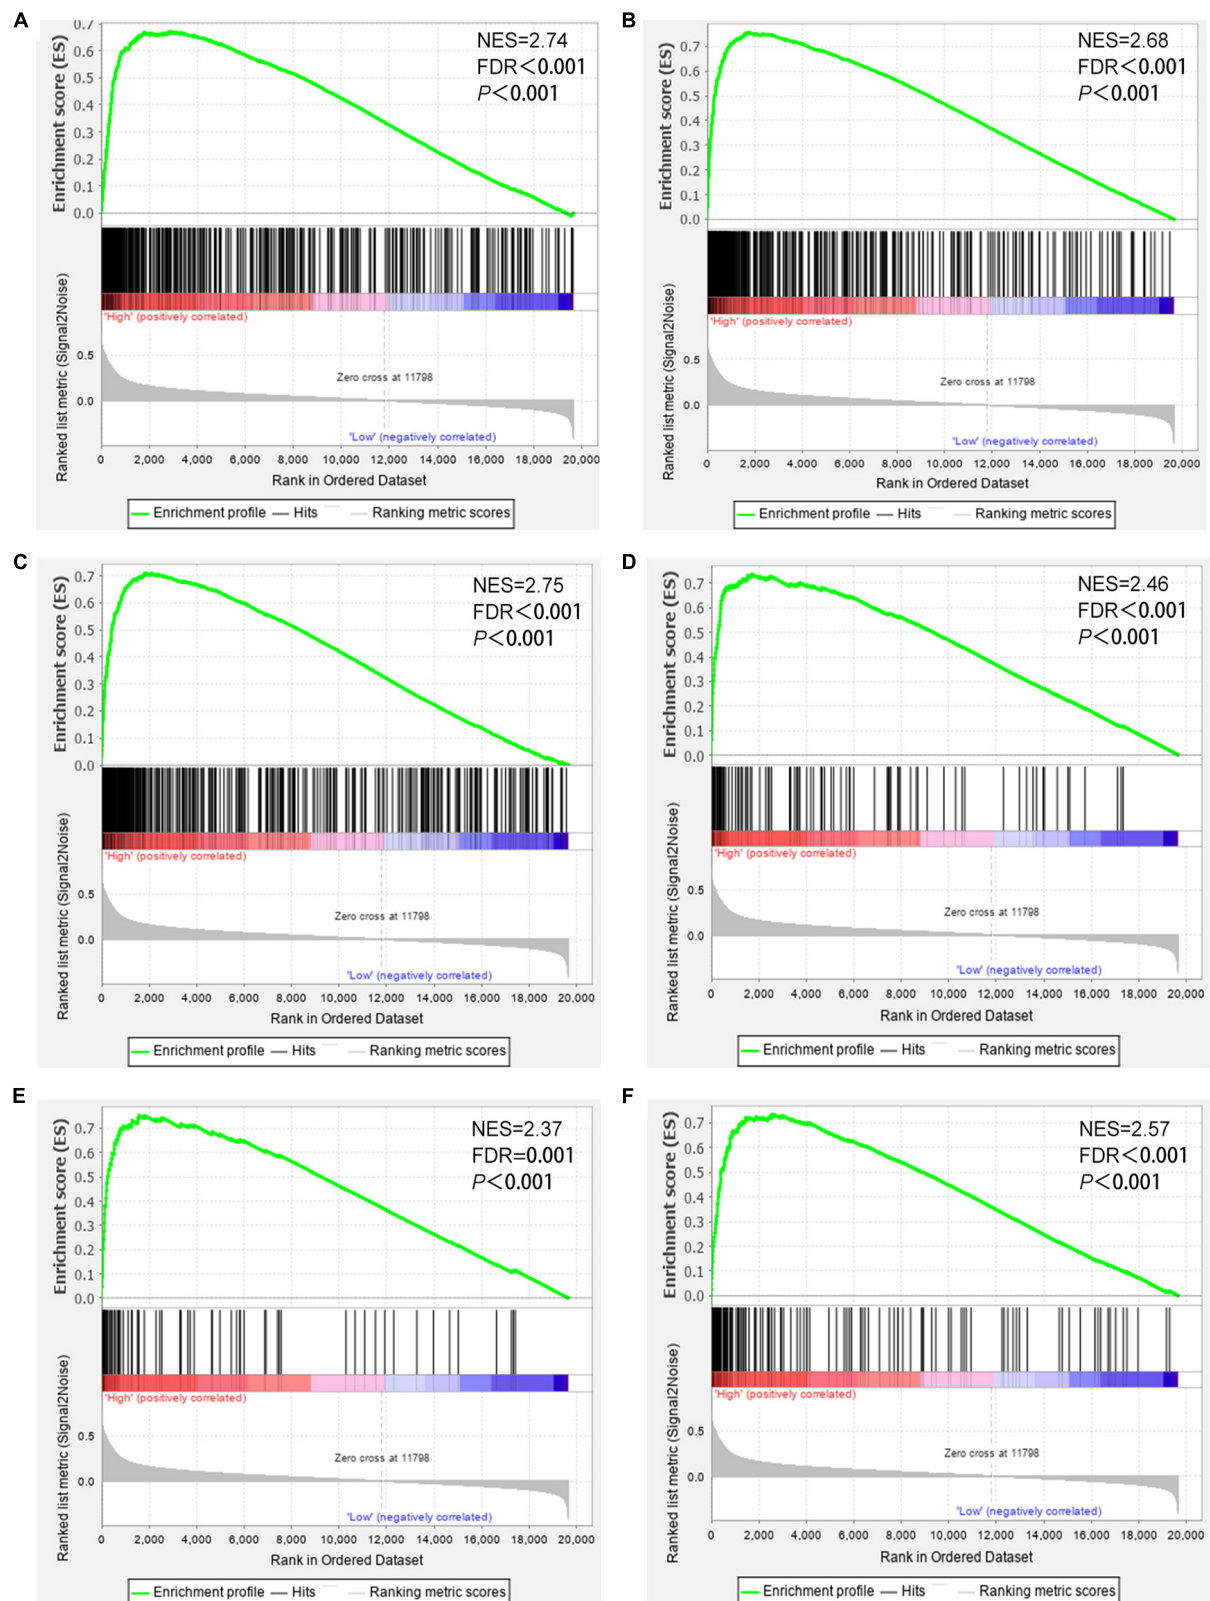 A
Enrichment score (ES)
0.7
0.6
0.5
0.4
0.3
0.2
0.1
0.0
NES=2.74
FDR<0.001
P<0.001
Ranked list metric (Signal2Noise)
'High' (positively correlated)
0.5
0.0
Zero cross at 11798
'Low' (negatively correlated)
0 2,000 4,000 6,000 8,000 10,000 12,000 14,000 16,000 18,000 20,000
Rank in Ordered Dataset
Enrichment profile Hits Ranking metric scores
B
Enrichment score (ES)
0.7
0.6
0.5
0.4
0.3
0.2
0.1
0.0
NES=2.68
FDR<0.001
P<0.001
Ranked list metric (Signal2Noise)
'High' (positively correlated)
0.5
0.0
Zero cross at 11798
'Low' (negatively correlated)
0 2,000 4,000 6,000 8,000 10,000 12,000 14,000 16,000 18,000 20,000
Rank in Ordered Dataset
Enrichment profile Hits Ranking metric scores
C
Enrichment score (ES)
0.7
0.6
0.5
0.4
0.3
0.2
0.1
0.0
NES=2.75
FDR<0.001
P<0.001
Ranked list metric (Signal2Noise)
'High' (positively correlated)
0.5
0.0
Zero cross at 11798
'Low' (negatively correlated)
0 2,000 4,000 6,000 8,000 10,000 12,000 14,000 16,000 18,000 20,000
Rank in Ordered Dataset
Enrichment profile Hits Ranking metric scores
D
Enrichment score (ES)
0.7
0.6
0.5
0.4
0.3
0.2
0.1
0.0
NES=2.46
FDR<0.001
P<0.001
Ranked list metric (Signal2Noise)
'High' (positively correlated)
0.5
0.0
Zero cross at 11798
'Low' (negatively correlated)
0 2,000 4,000 6,000 8,000 10,000 12,000 14,000 16,000 18,000 20,000
Rank in Ordered Dataset
Enrichment profile Hits Ranking metric scores
E
Enrichment score (ES)
0.7
0.6
0.5
0.4
0.3
0.2
0.1
0.0
NES=2.37
FDR=0.001
P<0.001
Ranked list metric (Signal2Noise)
'High' (positively correlated)
0.5
0.0
Zero cross at 11798
'Low' (negatively correlated)
0 2,000 4,000 6,000 8,000 10,000 12,000 14,000 16,000 18,000 20,000
Rank in Ordered Dataset
Enrichment profile Hits Ranking metric scores
F
Enrichment score (ES)
0.7
0.6
0.5
0.4
0.3
0.2
0.1
0.0
NES=2.57
FDR<0.001
P<0.001
Ranked list metric (Signal2Noise)
'High' (positively correlated)
0.5
0.0
Zero cross at 11798
'Low' (negatively correlated)
0 2,000 4,000 6,000 8,000 10,000 12,000 14,000 16,000 18,000 20,000
Rank in Ordered Dataset
Enrichment profile Hits Ranking metric scores